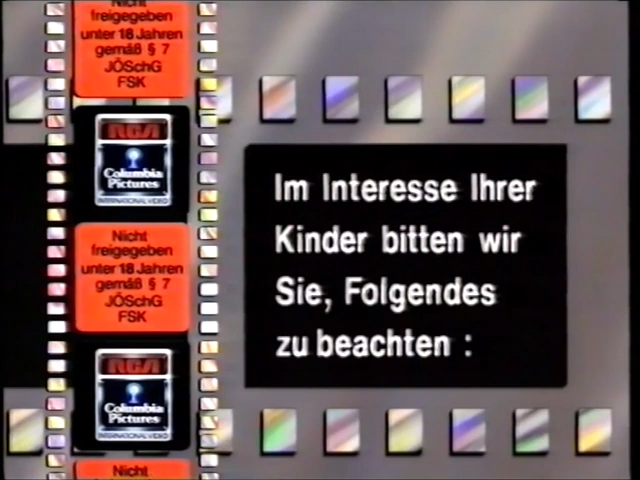 Nicht
freigegeben
unter 18 Jahren
gemäß § 7
JÖSchG
FSK
RCA
Columbia
Pictures
INTERNATIONAL VIDEO
Nicht
freigegeben
unter 18 Jahren
gemäß § 7
JÖSchG
FSK
RCA
Columbia
Pictures
INTERNATIONAL VIDEO
Nicht
Im Interesse Ihrer
Kinder bitten wir
Sie, Folgendes
zu beachten :